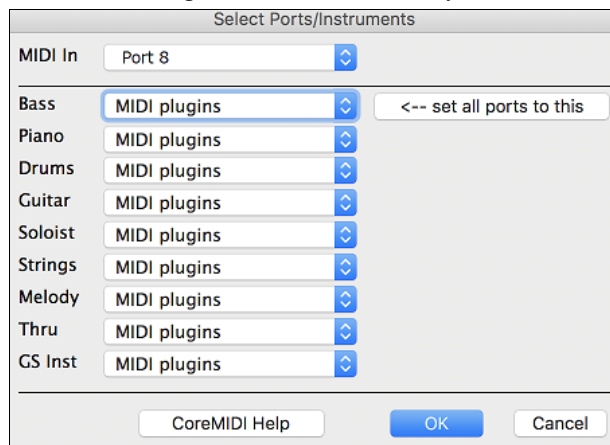 Select Ports/Instruments
MIDI In Port 8
Bass MIDI plugins <-- set all ports to this
Piano MIDI plugins
Drums MIDI plugins
Guitar MIDI plugins
Soloist MIDI plugins
Strings MIDI plugins
Melody MIDI plugins
Thru MIDI plugins
GS Inst MIDI plugins
CoreMIDI Help OK Cancel